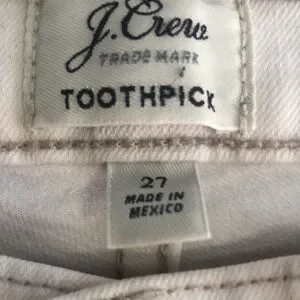 J. Crew
TRADE MARK
TOOTHPICK
27
MADE IN
MEXICO